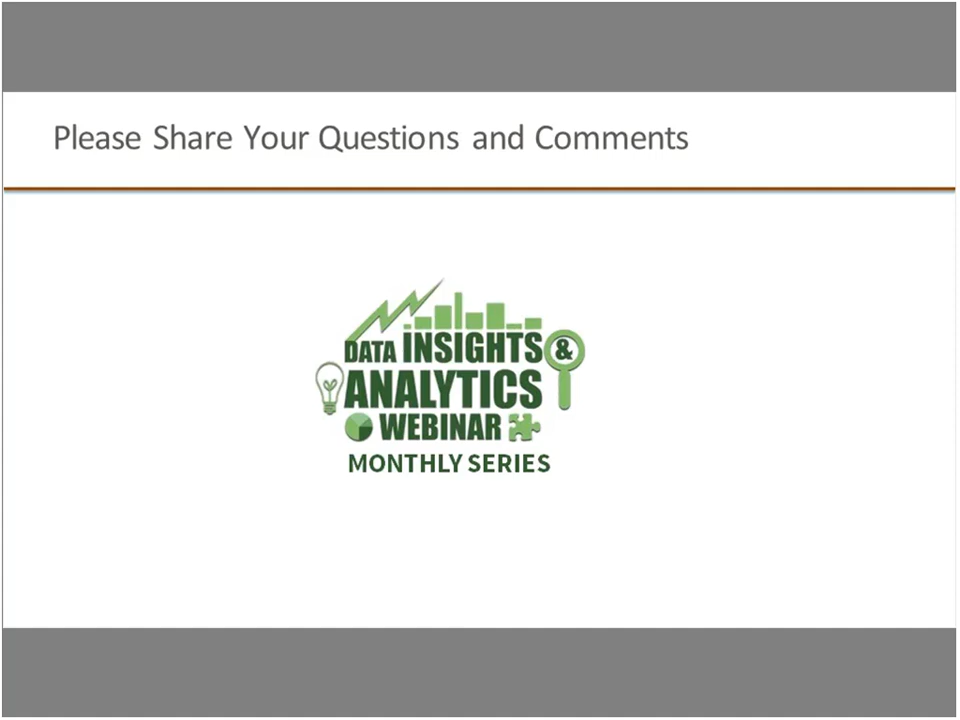 Please Share Your Questions and Comments
DATA INSIGHTS &
ANALYTICS
WEBINAR
MONTHLY SERIES